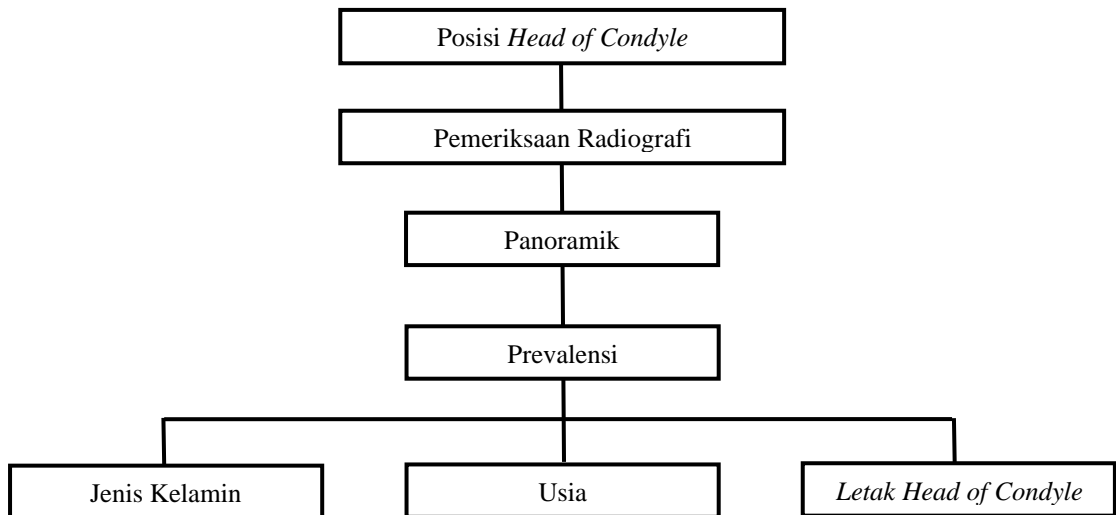 Posisi Head of Condyle
Pemeriksaan Radiografi
Panoramik
Prevalensi
Jenis Kelamin
Usia
Letak Head of Condyle